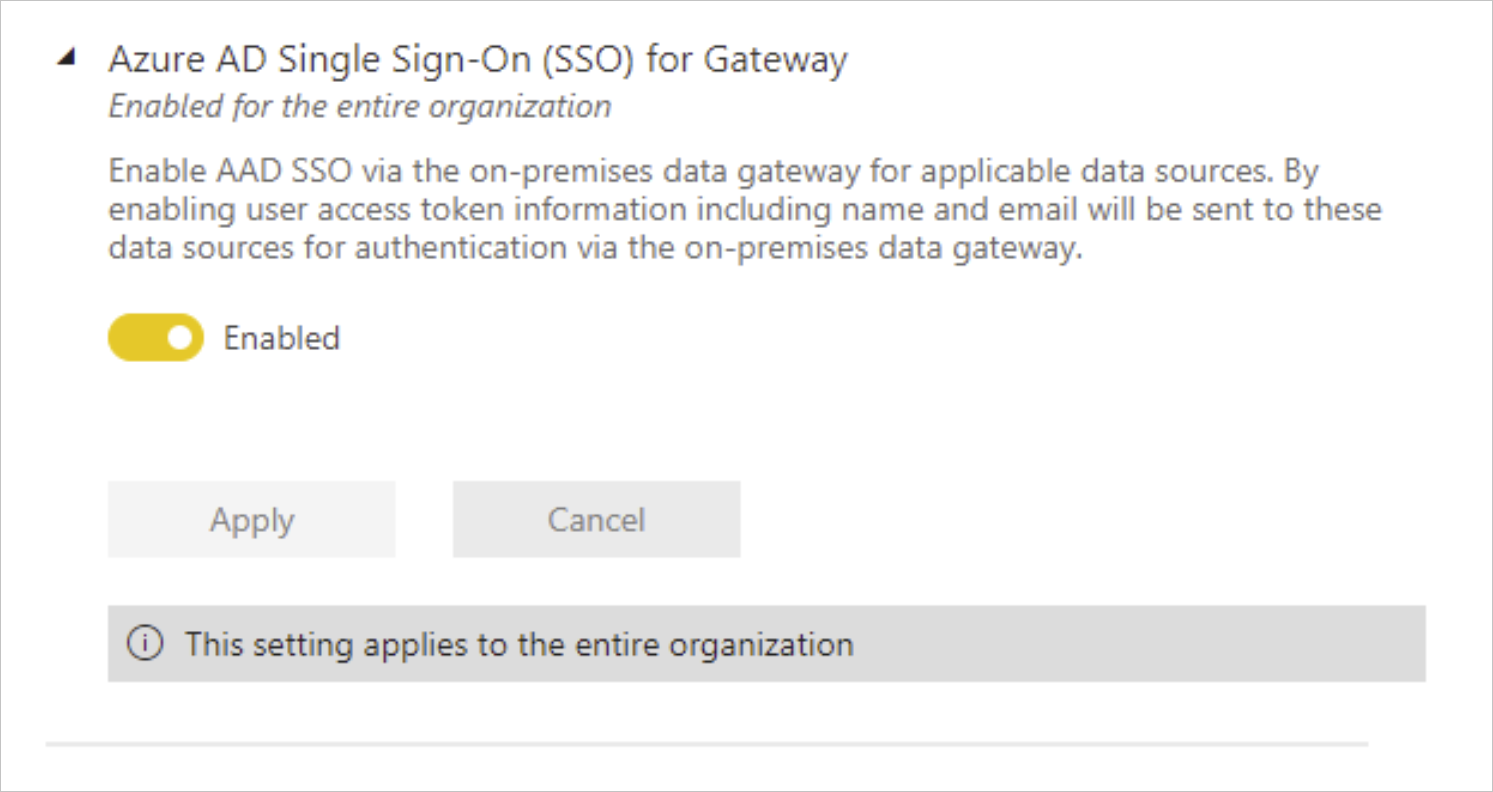 Azure AD Single Sign-On (SSO) for Gateway
Enabled for the entire organization
Enable AAD SSO via the on-premises data gateway for applicable data sources. By
enabling user access token information including name and email will be sent to these
data sources for authentication via the on-premises data gateway.
Enabled
Apply Cancel
This setting applies to the entire organization